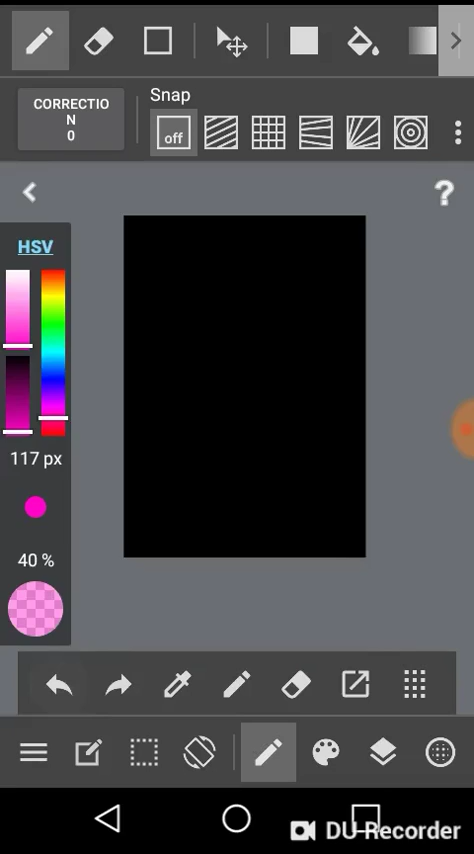 CORRECTIO
N
0
Snap
off
?
HSV
117 px
40 %
DU Recorder